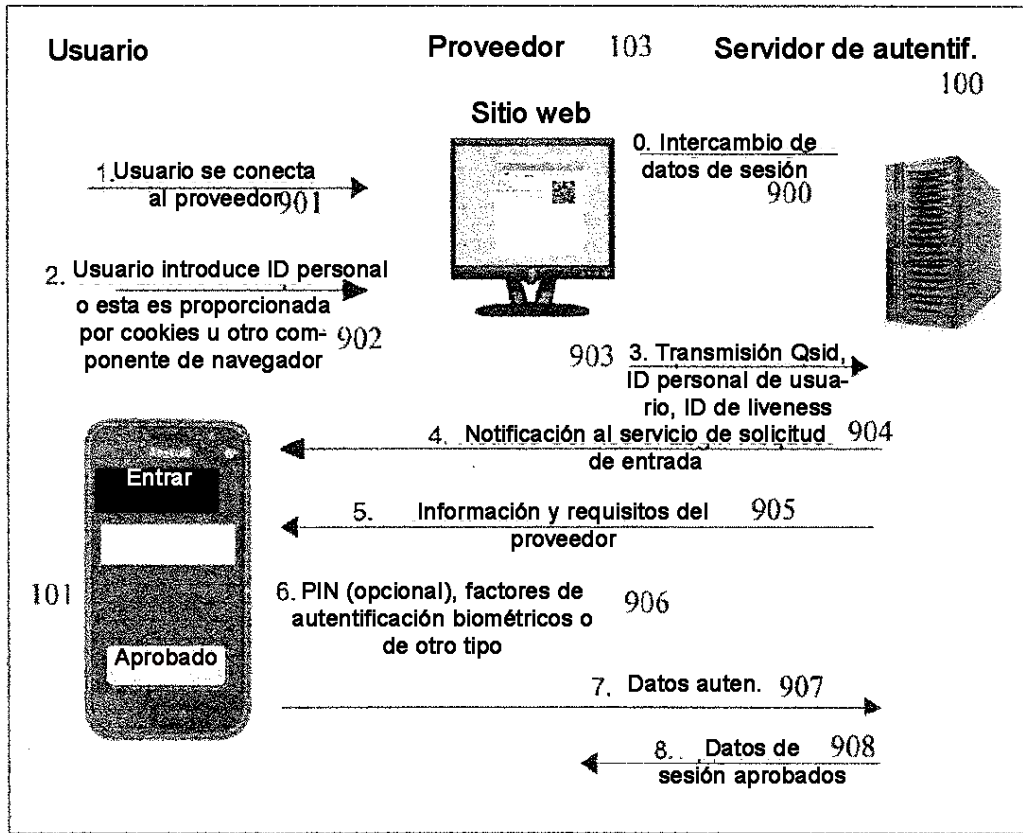 Usuario
Proveedor 103
Servidor de autentif.
100
Sitio web
0. Intercambio de
datos de sesión
900
1. Usuario se conecta
al proveedor 901
2. Usuario introduce ID personal
o esta es proporcionada
por cookies u otro com-
ponente de navegador 902
903 3. Transmisión Qsid,
ID personal de usua-
rio, ID de liveness
4. Notificación al servicio de solicitud 904
de entrada
Entrar
5. Información y requisitos del 905
proveedor
101
6. PIN (opcional), factores de
autentificación biométricos o 906
de otro tipo
Aprobado
7. Datos auten. 907
8. Datos de 908
sesión aprobados